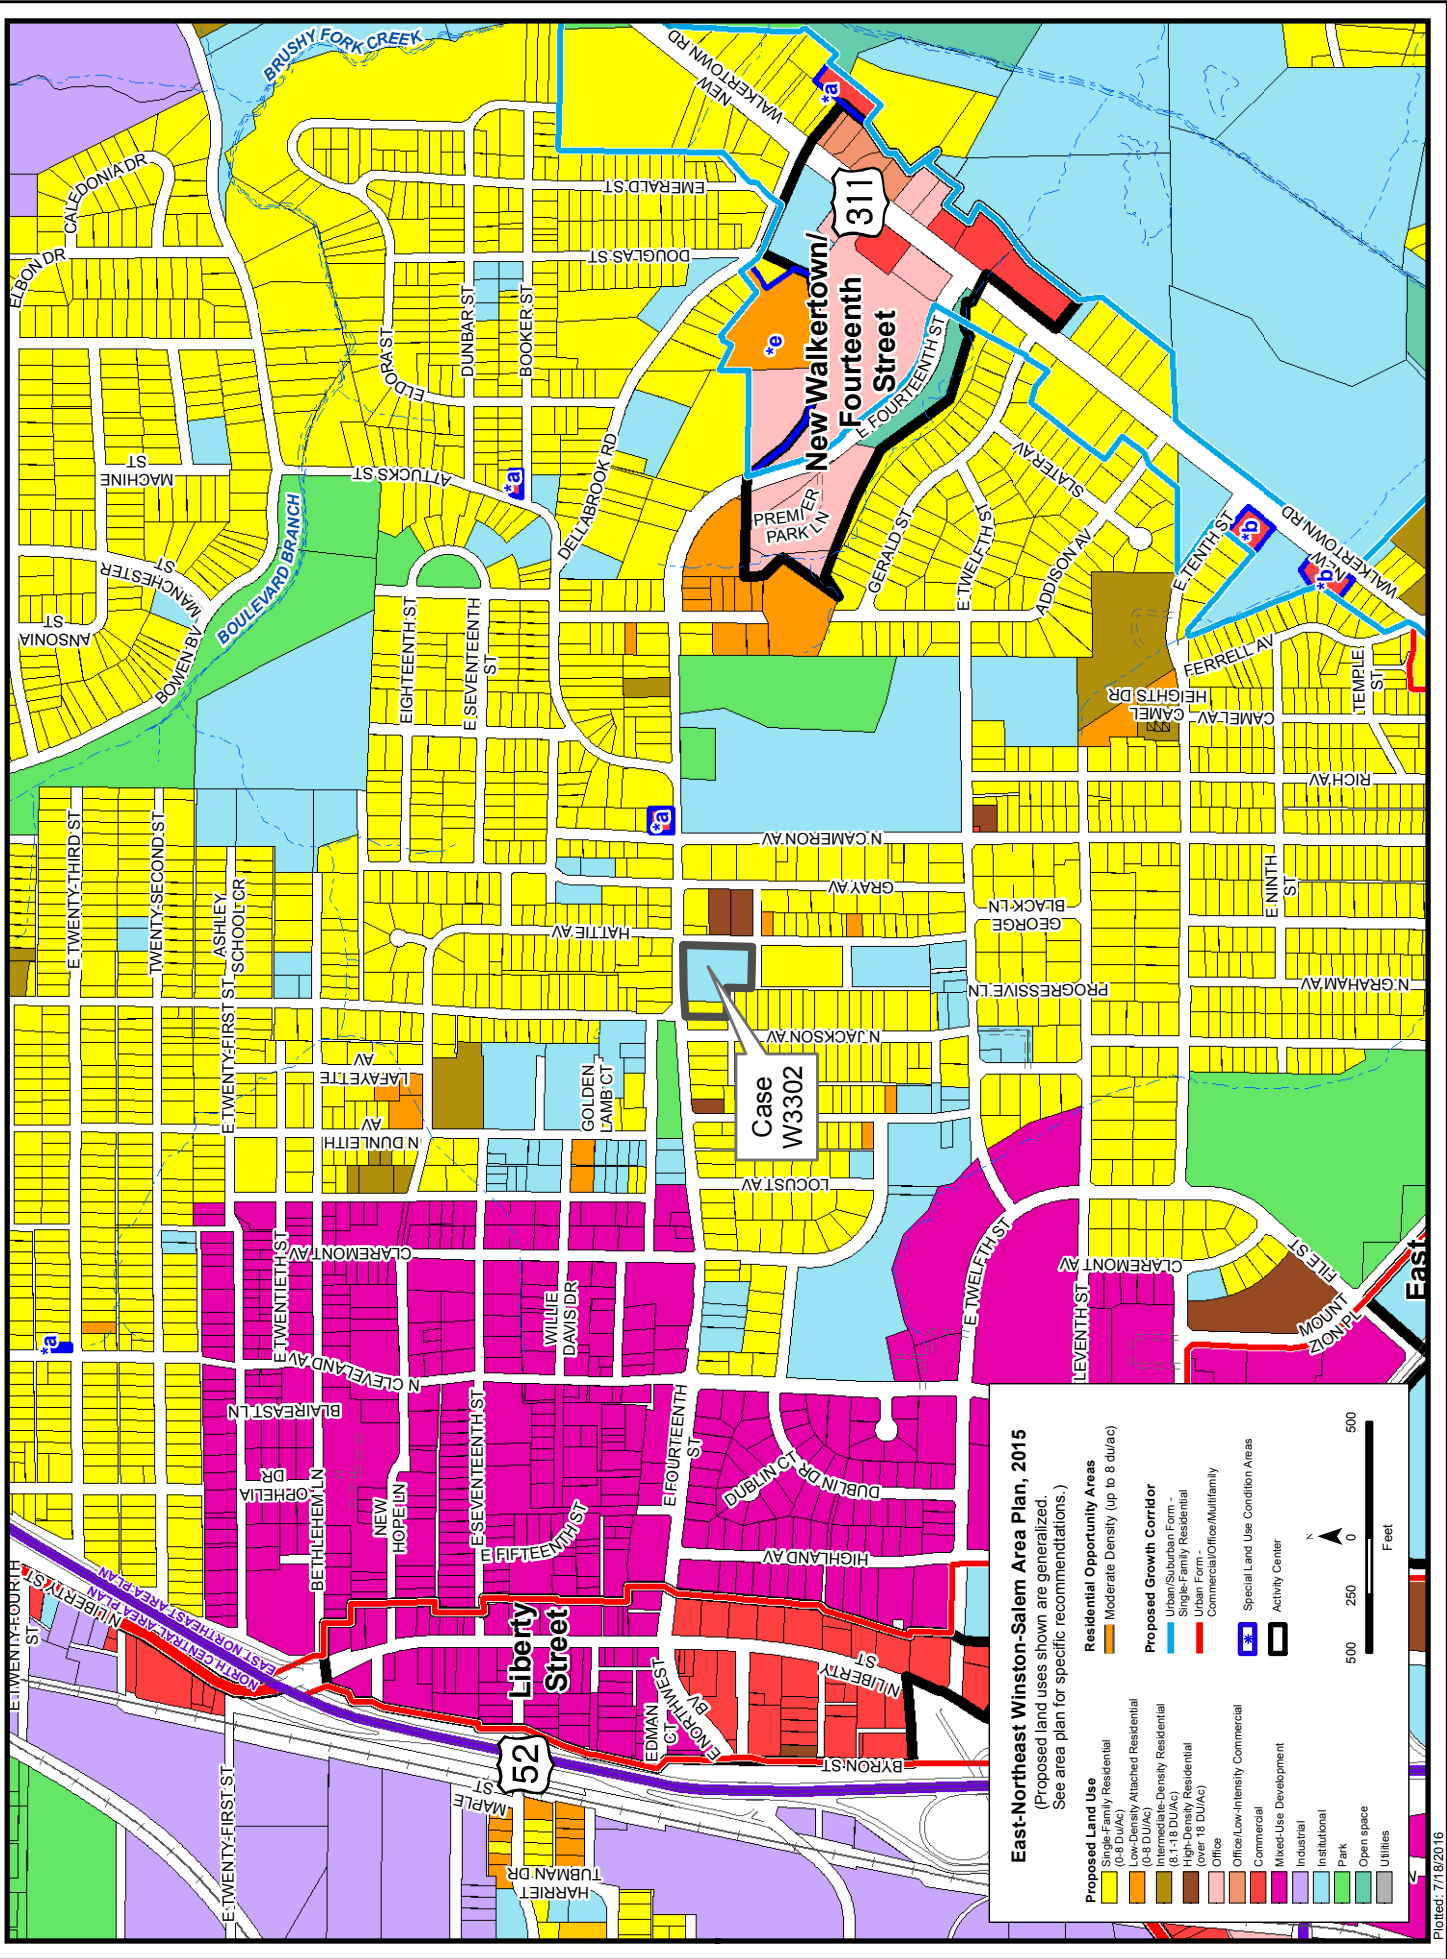 BRUSHY FORK CREEK
NEW
WALKERTOWN RD
*a
CALEDONIA DR
ELBON DR
EMERALD ST
DOUGLAS ST
311
DUNBAR ST
BOOKER ST
ELDORA ST
*e
New Walkertown/
Fourteenth
Street
E FOURTEENTH ST
MACHINE
ST
ATTUCKS ST
*a
DELLABROOK RD
PREMIER
PARK LN
SLATER AV
GERALD ST
E TWELFTH ST
ADDISON AV
E TENTH ST
*b
*b
NEW
WALKERTOWN RD
MANCHESTER
ST
ANSONIA
ST
BOWEN BV
BOULEVARD BRANCH
EIGHTEENTH ST
E SEVENTEENTH
ST
FERRELL AV
TEMPLE
ST
CAMEL
HEIGHTS DR
CAMEL AV
RICH AV
E TWENTY-THIRD ST
TWENTY-SECOND ST
ASHLEY
SCHOOL CR
*a
N CAMERON AV
GRAY AV
HATTIE AV
GEORGE
BLACK LN
E NINTH
ST
PROGRESSIVE LN
N GRAHAM AV
N JACKSON AV
E TWENTY-FIRST ST
LAFAYETTE
AV
N DUNLEITH
AV
GOLDEN
LAMB CT
Case
W3302
LOCUST AV
CLAREMONT AV
E TWENTIETH ST
WILLIE
DAVIS DR
E TWELFTH ST
CLAREMONT AV
FILE ST
MOUNT
ZION PL
East
*a
N CLEVELAND AV
BLAIREAST LN
LEVENTH ST
OPHELIA
DR
BETHLEHEM LN
NEW
HOPE LN
E SEVENTEENTH ST
E FIFTEENTH ST
E FOURTEENTH
ST
DUBLIN CT
DUBLIN DR
HIGHLAND AV
E TWENTY-FOURTH
ST
N LIBERTY ST
NORTH CENTRAL AREA PLAN
EAST NORTHEAST AREA PLAN
Liberty
Street
N LIBERTY
ST
EDMAN
CT
E NORTHWEST
BV
BYRON ST
52
E TWENTY-FIRST ST
MAPLE
ST
HARRIET
TUBMAN DR
East-Northeast Winston-Salem Area Plan, 2015
(Proposed land uses shown are generalized.
See area plan for specific recommendtations.)
Proposed Land Use
Single-Family Residential
(0-8 Du/Ac)
Low-Density Attached Residential
(0-8 DU/Ac)
Intermediate-Density Residential
(8.1-18 DU/Ac)
High-Density Residential
(over 18 DU/Ac)
Office
Office/Low-Intensity Commercial
Commercial
Mixed-Use Development
Industrial
Institutional
Park
Open space
Utilities
Residential Opportunity Areas
Moderate Density (up to 8 du/ac)
Proposed Growth Corridor
Urban/Suburban Form -
Single-Family Residential
Urban Form -
Commercial/Office/Multifamily
*
Special Land Use Condition Areas
Activity Center
N
500 250 0 500
Feet
Plotted: 7/18/2016